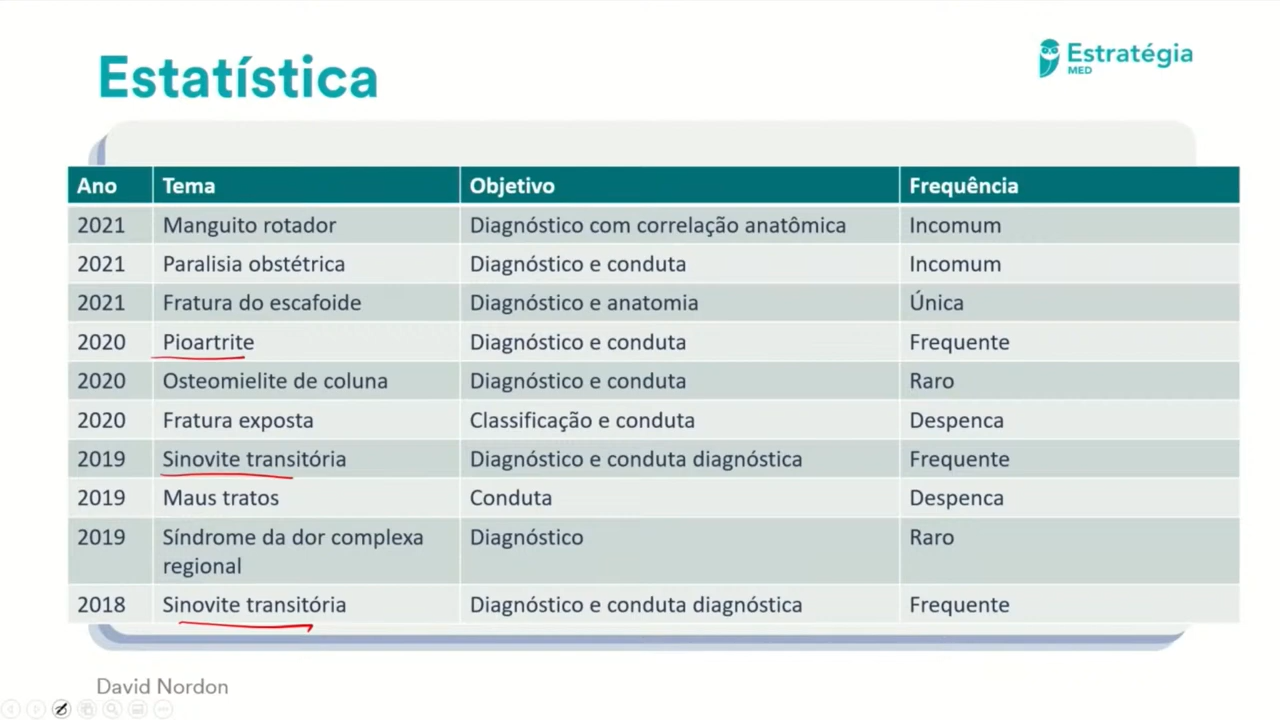 Estatística
Estratégia
MED
Ano Tema Objetivo Frequência
2021 Manguito rotador Diagnóstico com correlação anatômica Incomum
2021 Paralisia obstétrica Diagnóstico e conduta Incomum
2021 Fratura do escafoide Diagnóstico e anatomia Única
2020 Pioartrite Diagnóstico e conduta Frequente
2020 Osteomielite de coluna Diagnóstico e conduta Raro
2020 Fratura exposta Classificação e conduta Despenca
2019 Sinovite transitória Diagnóstico e conduta diagnóstica Frequente
2019 Maus tratos Conduta Despenca
2019 Síndrome da dor complexa Diagnóstico Raro
regional
2018 Sinovite transitória Diagnóstico e conduta diagnóstica Frequente
David Nordon